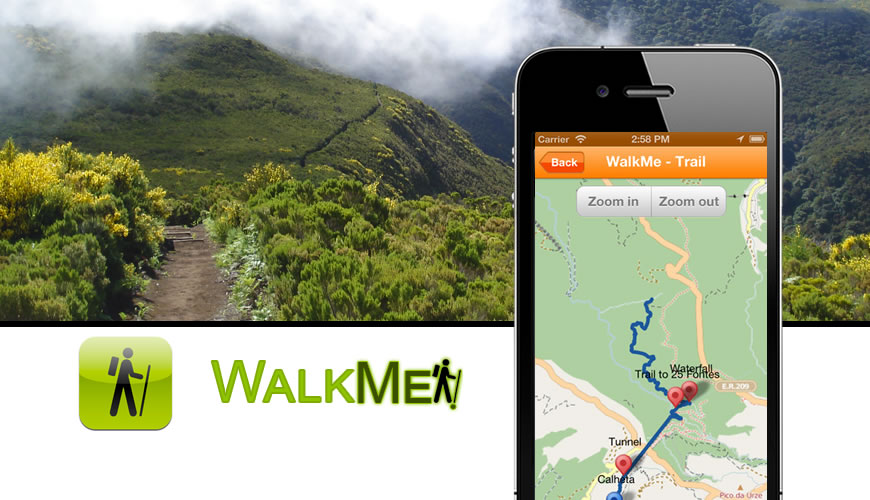 Carrier 2:58 PM
Back WalkMe - Trail
Zoom in Zoom out
Waterfall
Trail to 25 Fontes
E.R.209
WALKME
Tunnel
Calheta
Pico da Urze